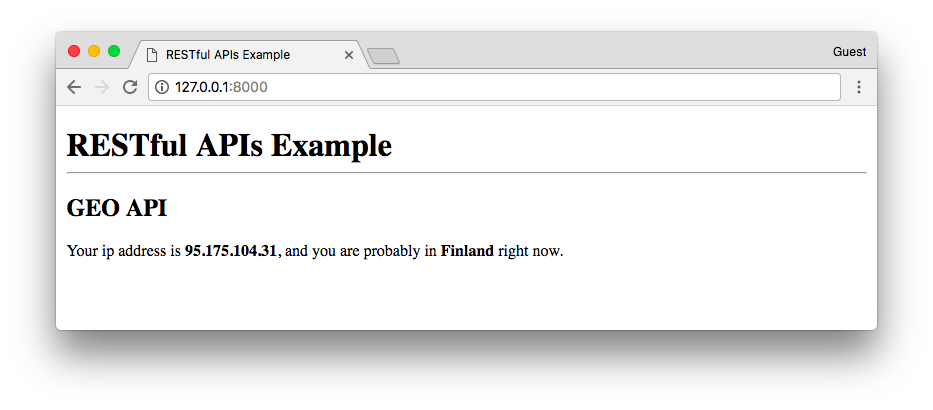 RESTful APIs Example
Guest
127.0.0.1:8000
RESTful APIs Example
GEO API
Your ip address is 95.175.104.31, and you are probably in Finland right now.